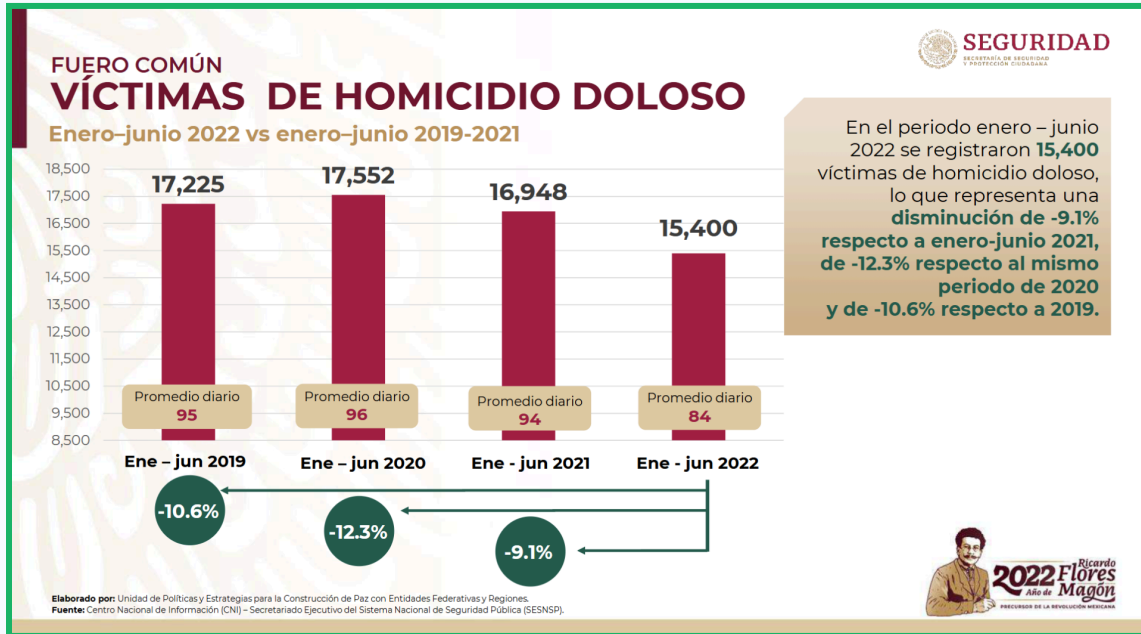 FUERO COMÚN
VÍCTIMAS DE HOMICIDIO DOLOSO
Enero–junio 2022 vs enero–junio 2019-2021
SEGURIDAD
SECRETARÍA DE SEGURIDAD
Y PROTECCIÓN CIUDADANA
En el periodo enero – junio
2022 se registraron 15,400
víctimas de homicidio doloso,
lo que representa una
disminución de -9.1%
respecto a enero-junio 2021,
de -12.3% respecto al mismo
periodo de 2020
y de -10.6% respecto a 2019.
18,500
17,500
16,500
15,500
14,500
13,500
12,500
11,500
10,500
9,500
8,500
17,225
17,552
16,948
15,400
Promedio diario
95
Promedio diario
96
Promedio diario
94
Promedio diario
84
Ene – jun 2019
Ene – jun 2020
Ene - jun 2021
Ene - jun 2022
-10.6%
-12.3%
-9.1%
Elaborado por: Unidad de Políticas y Estrategias para la Construcción de Paz con Entidades Federativas y Regiones.
Fuente: Centro Nacional de Información (CNI) – Secretariado Ejecutivo del Sistema Nacional de Seguridad Pública (SESNSP).
2022 Ricardo
Flores
Año de Magón
PRECURSOR DE LA REVOLUCIÓN MEXICANA